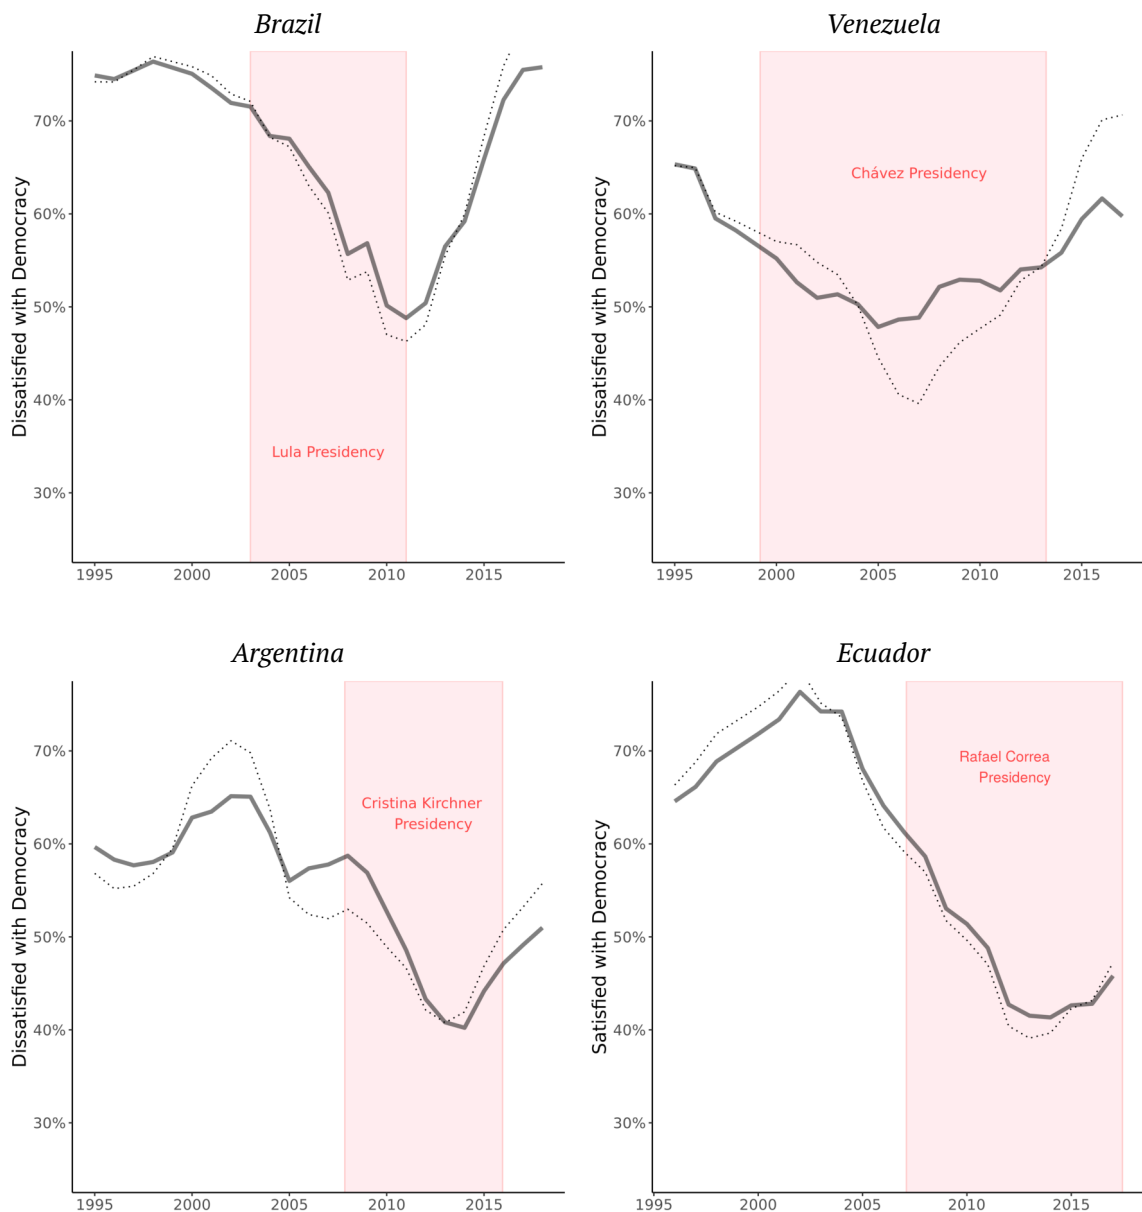 Brazil
Dissatisfied with Democracy
70%
60%
50%
40%
30%
Lula Presidency
1995 2000 2005 2010 2015
Venezuela
Dissatisfied with Democracy
70%
60%
50%
40%
30%
Chávez Presidency
1995 2000 2005 2010 2015
Argentina
Dissatisfied with Democracy
70%
60%
50%
40%
30%
Cristina Kirchner
Presidency
1995 2000 2005 2010 2015
Ecuador
Satisfied with Democracy
70%
60%
50%
40%
30%
Rafael Correa
Presidency
1995 2000 2005 2010 2015